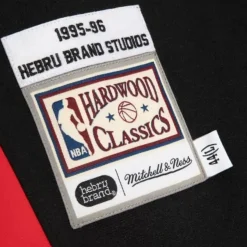 1995-96
HEBRU BRAND STUDIOS
HARDWOOD
NBA
CLASSICS
hebru
brand
Mitchell & Ness
44(L)